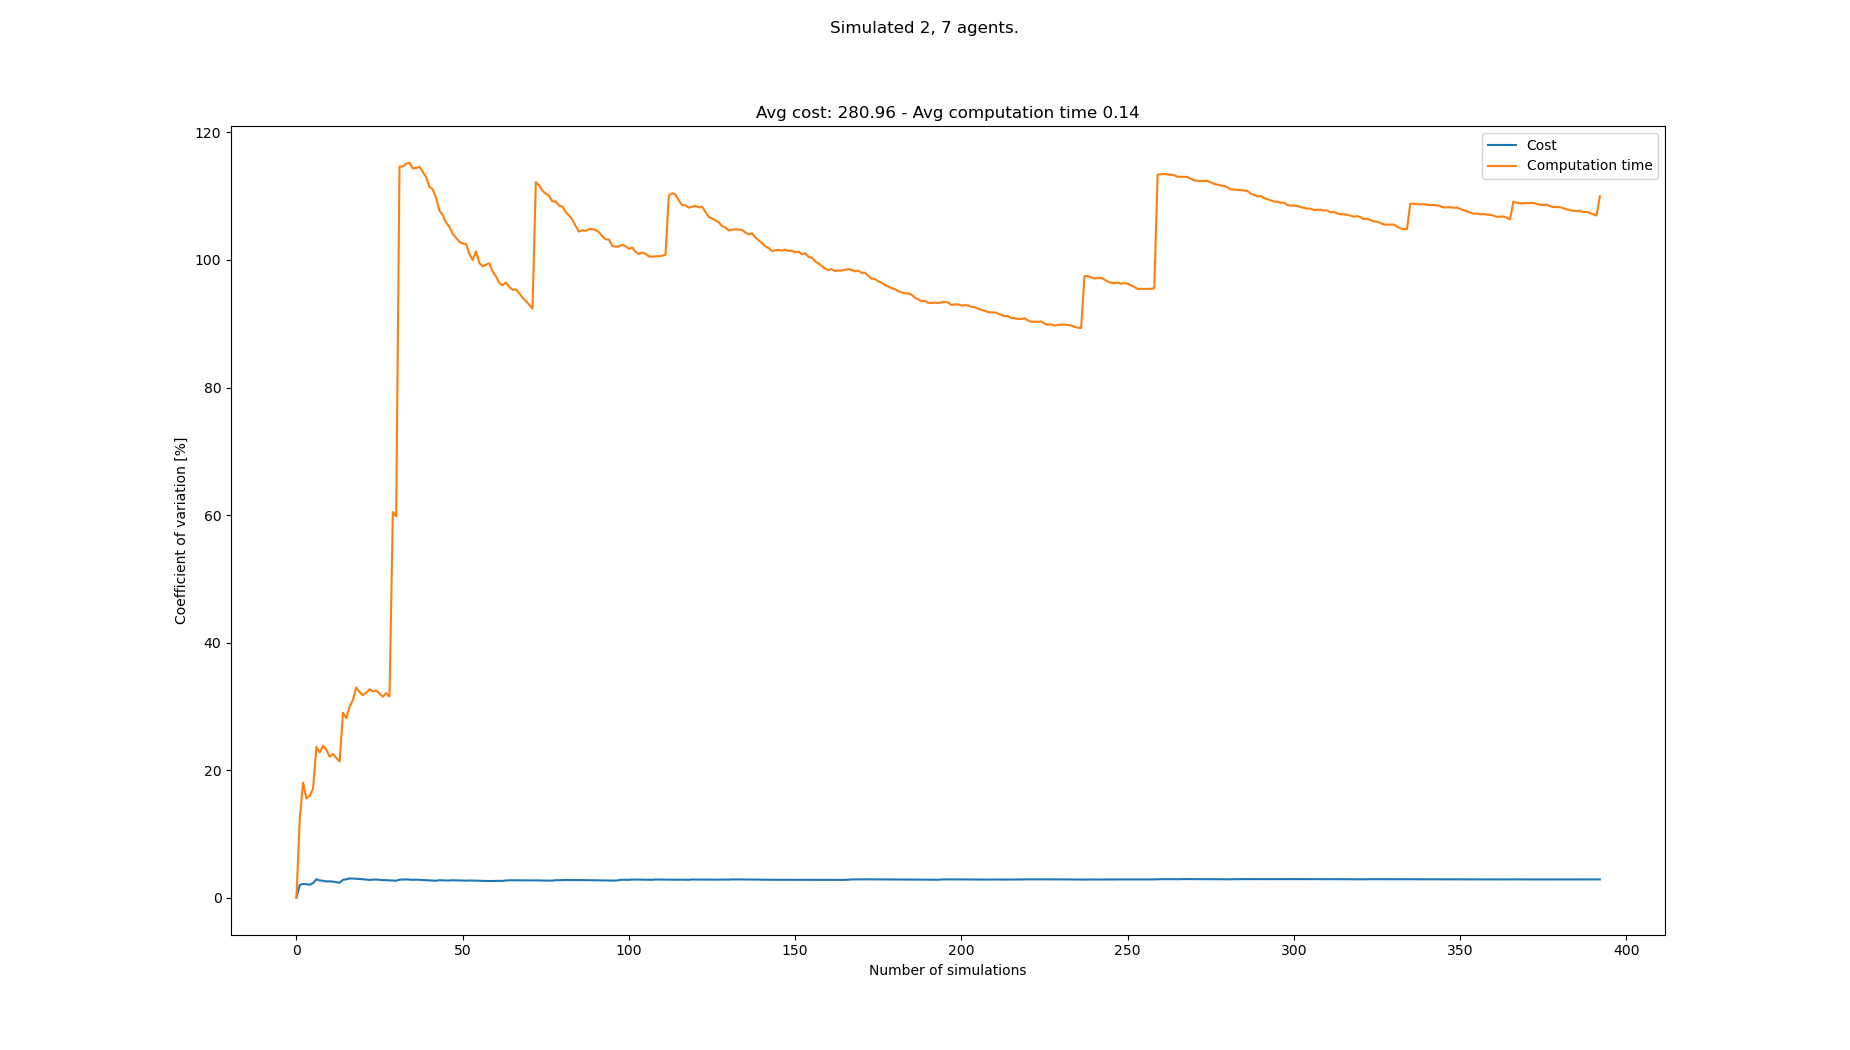 Simulated 2, 7 agents.
Avg cost: 280.96 - Avg computation time 0.14
Cost
Computation time
120
100
80
60
40
20
0
Coefficient of variation [%]
0 50 100 150 200 250 300 350 400
Number of simulations